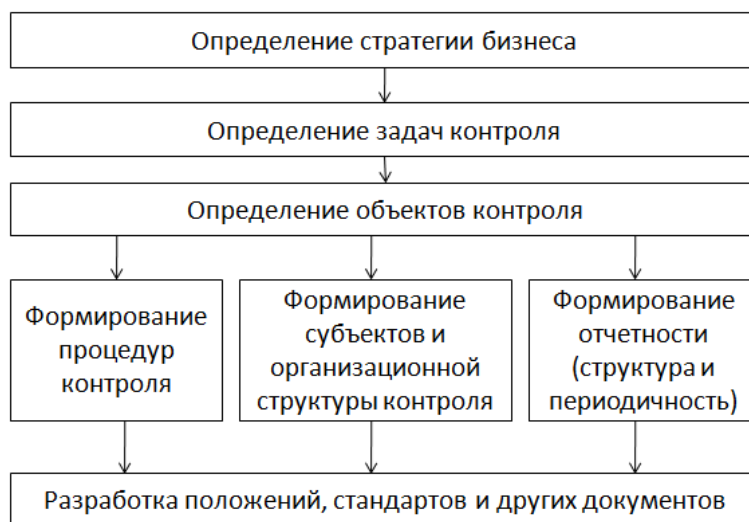 Определение стратегии бизнеса
Определение задач контроля
Определение объектов контроля
Формирование
процедур
контроля
Формирование
субъектов и
организационной
структуры контроля
Формирование
отчетности
(структура и
периодичность)
Разработка положений, стандартов и других документов